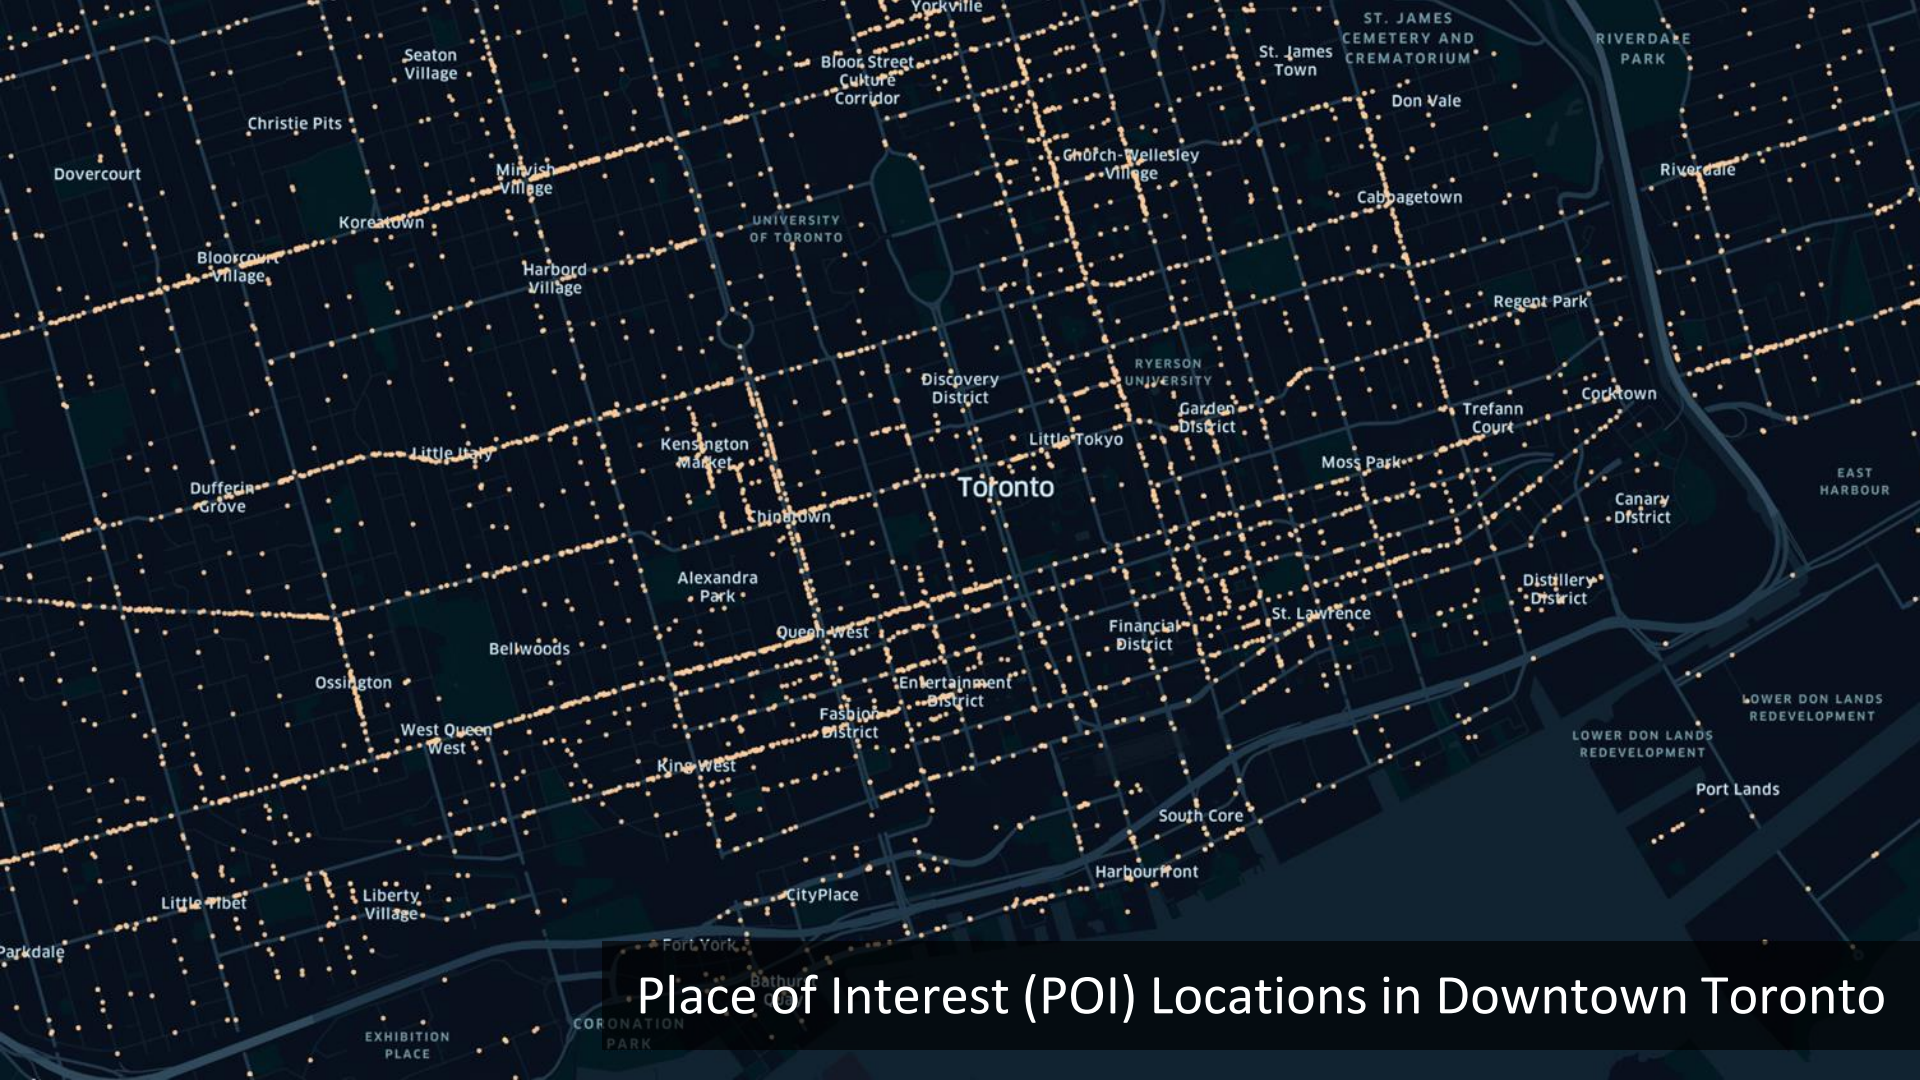 Yorkville
ST. JAMES
CEMETERY AND
CREMATORIUM
RIVERDALE
PARK
Seaton
Village
Bloor Street
Culture
Corridor
St. James
Town
Don Vale
Christie Pits
Dovercourt
Mirvish
Village
Church-Wellesley
Village
Riverdale
Koreatown
UNIVERSITY
OF TORONTO
Cabbagetown
Bloorcourt
Village
Harbord
Village
Regent Park
Discovery
District
RYERSON
UNIVERSITY
Corktown
Garden
District
Trefann
Court
Little Italy
Kensington
Market
Little Tokyo
Moss Park
Toronto
EAST
HARBOUR
Dufferin
Grove
Chinatown
Canary
District
Alexandra
Park
Distillery
District
St. Lawrence
Queen West
Financial
District
Bellwoods
Ossington
Entertainment
District
LOWER DON LANDS
REDEVELOPMENT
Fashion
District
West Queen
West
LOWER DON LANDS
REDEVELOPMENT
King West
Port Lands
South Core
Harbourfront
Little Tibet
Liberty
Village
CityPlace
Parkdale
Fort York
Bathurst
Quay
Place of Interest (POI) Locations in Downtown Toronto
CORONATION
PARK
EXHIBITION
PLACE